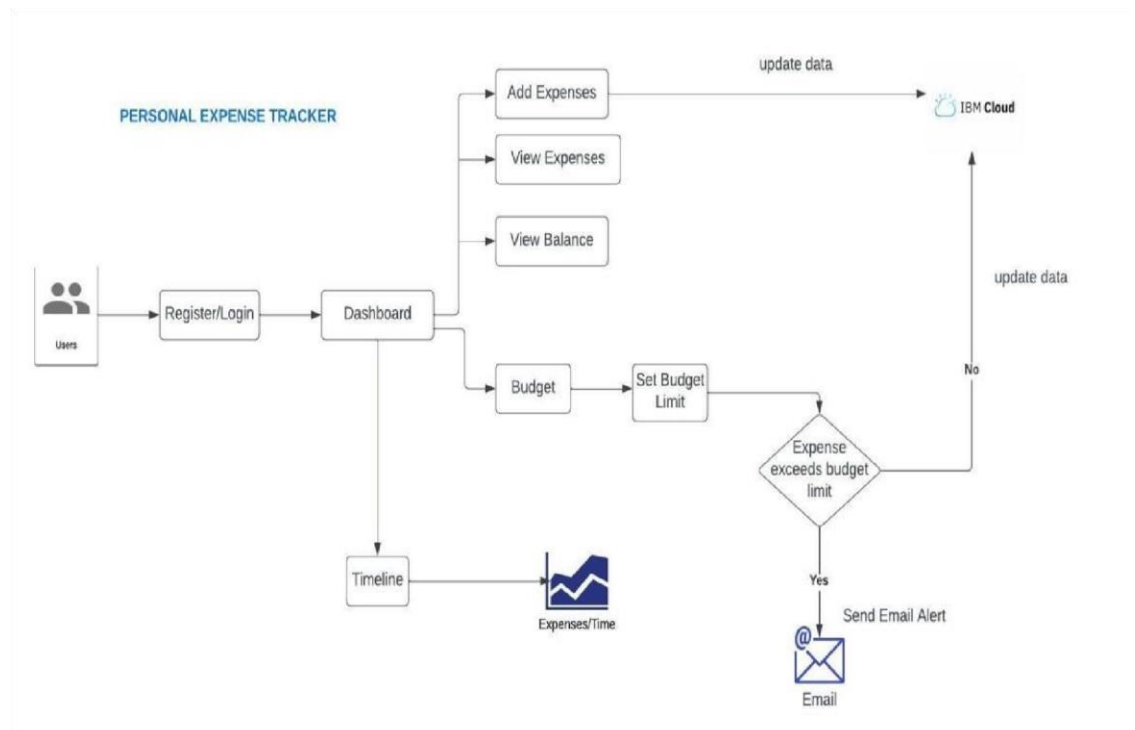 update data
Add Expenses
IBM Cloud
PERSONAL EXPENSE TRACKER
View Expenses
View Balance
update data
Register/Login
Dashboard
Users
No
Budget
Set Budget
Limit
Expense
exceeds budget
limit
Timeline
Yes
Expenses/Time
Send Email Alert
@
Email